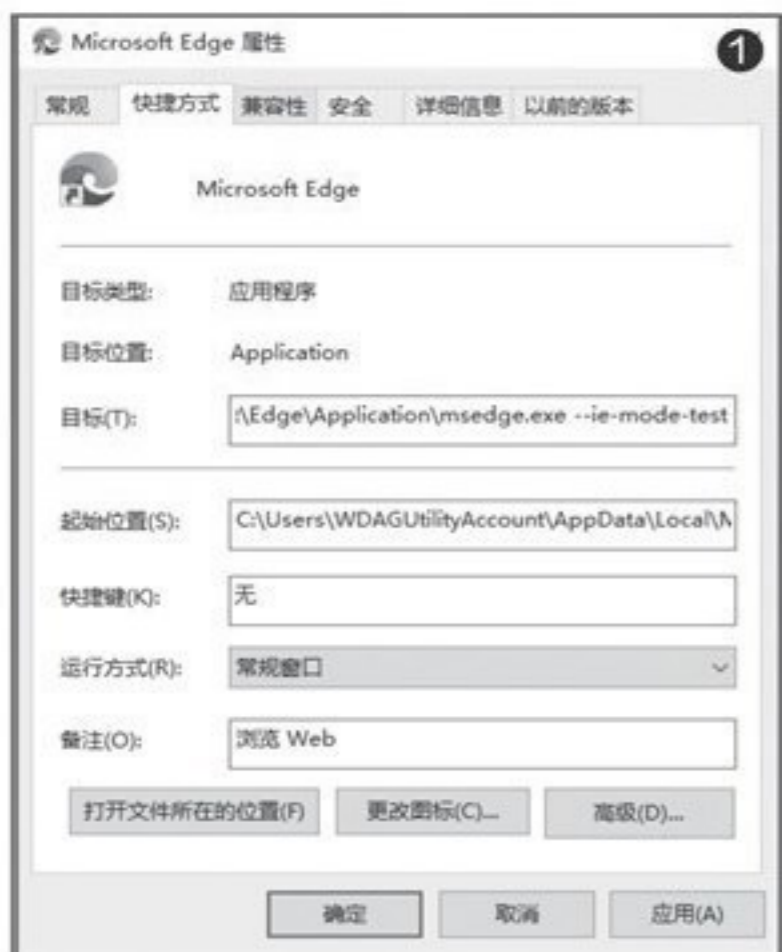 Microsoft Edge 属性
1
常规 快捷方式 兼容性 安全 详细信息 以前的版本
Microsoft Edge
目标类型: 应用程序
目标位置: Application
目标(T): :\Edge\Application\msedge.exe --ie-mode-test
起始位置(S): C:\Users\WDAGUtilityAccount\AppData\Local\M
快捷键(K): 无
运行方式(R): 常规窗口
备注(O): 浏览 Web
打开文件所在的位置(F) 更改图标(C)... 高级(D)...
确定 取消 应用(A)